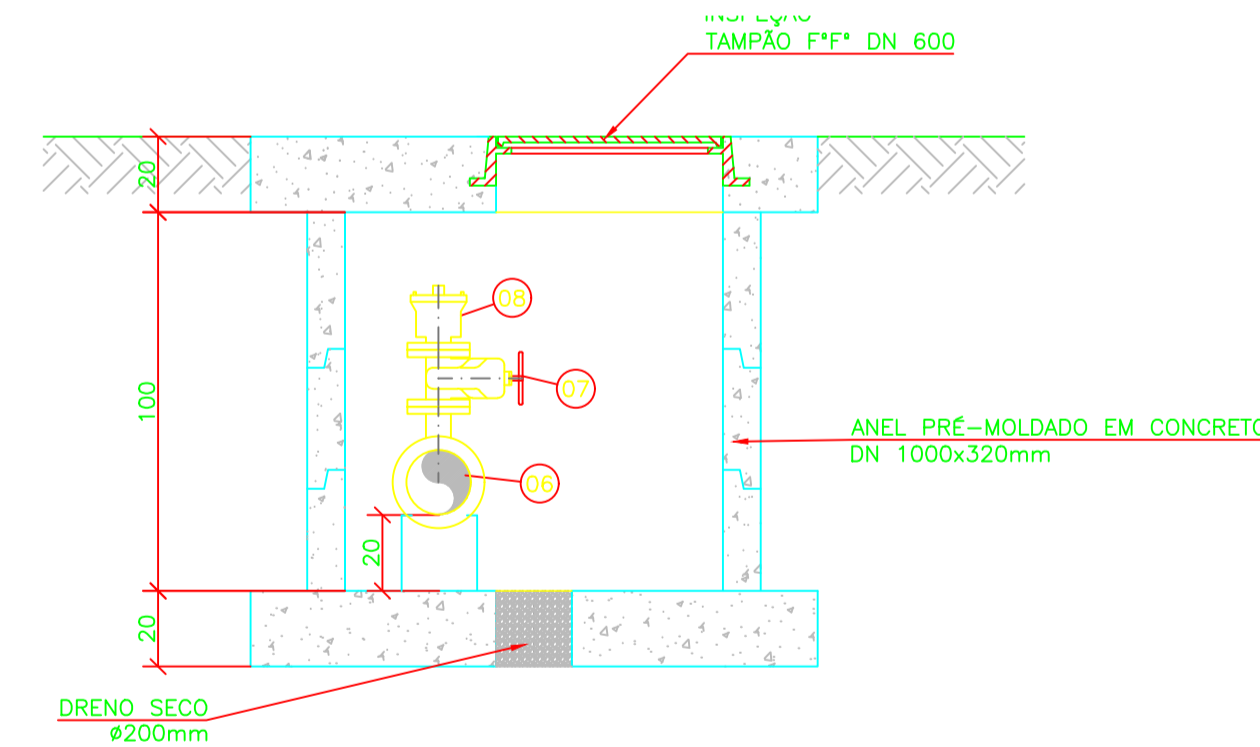 INSPEÇÃO
TAMPÃO FºFº DN 600
20
08
100
07
ANEL PRÉ-MOLDADO EM CONCRETO
DN 1000x320mm
06
20
20
DRENO SECO
ø200mm